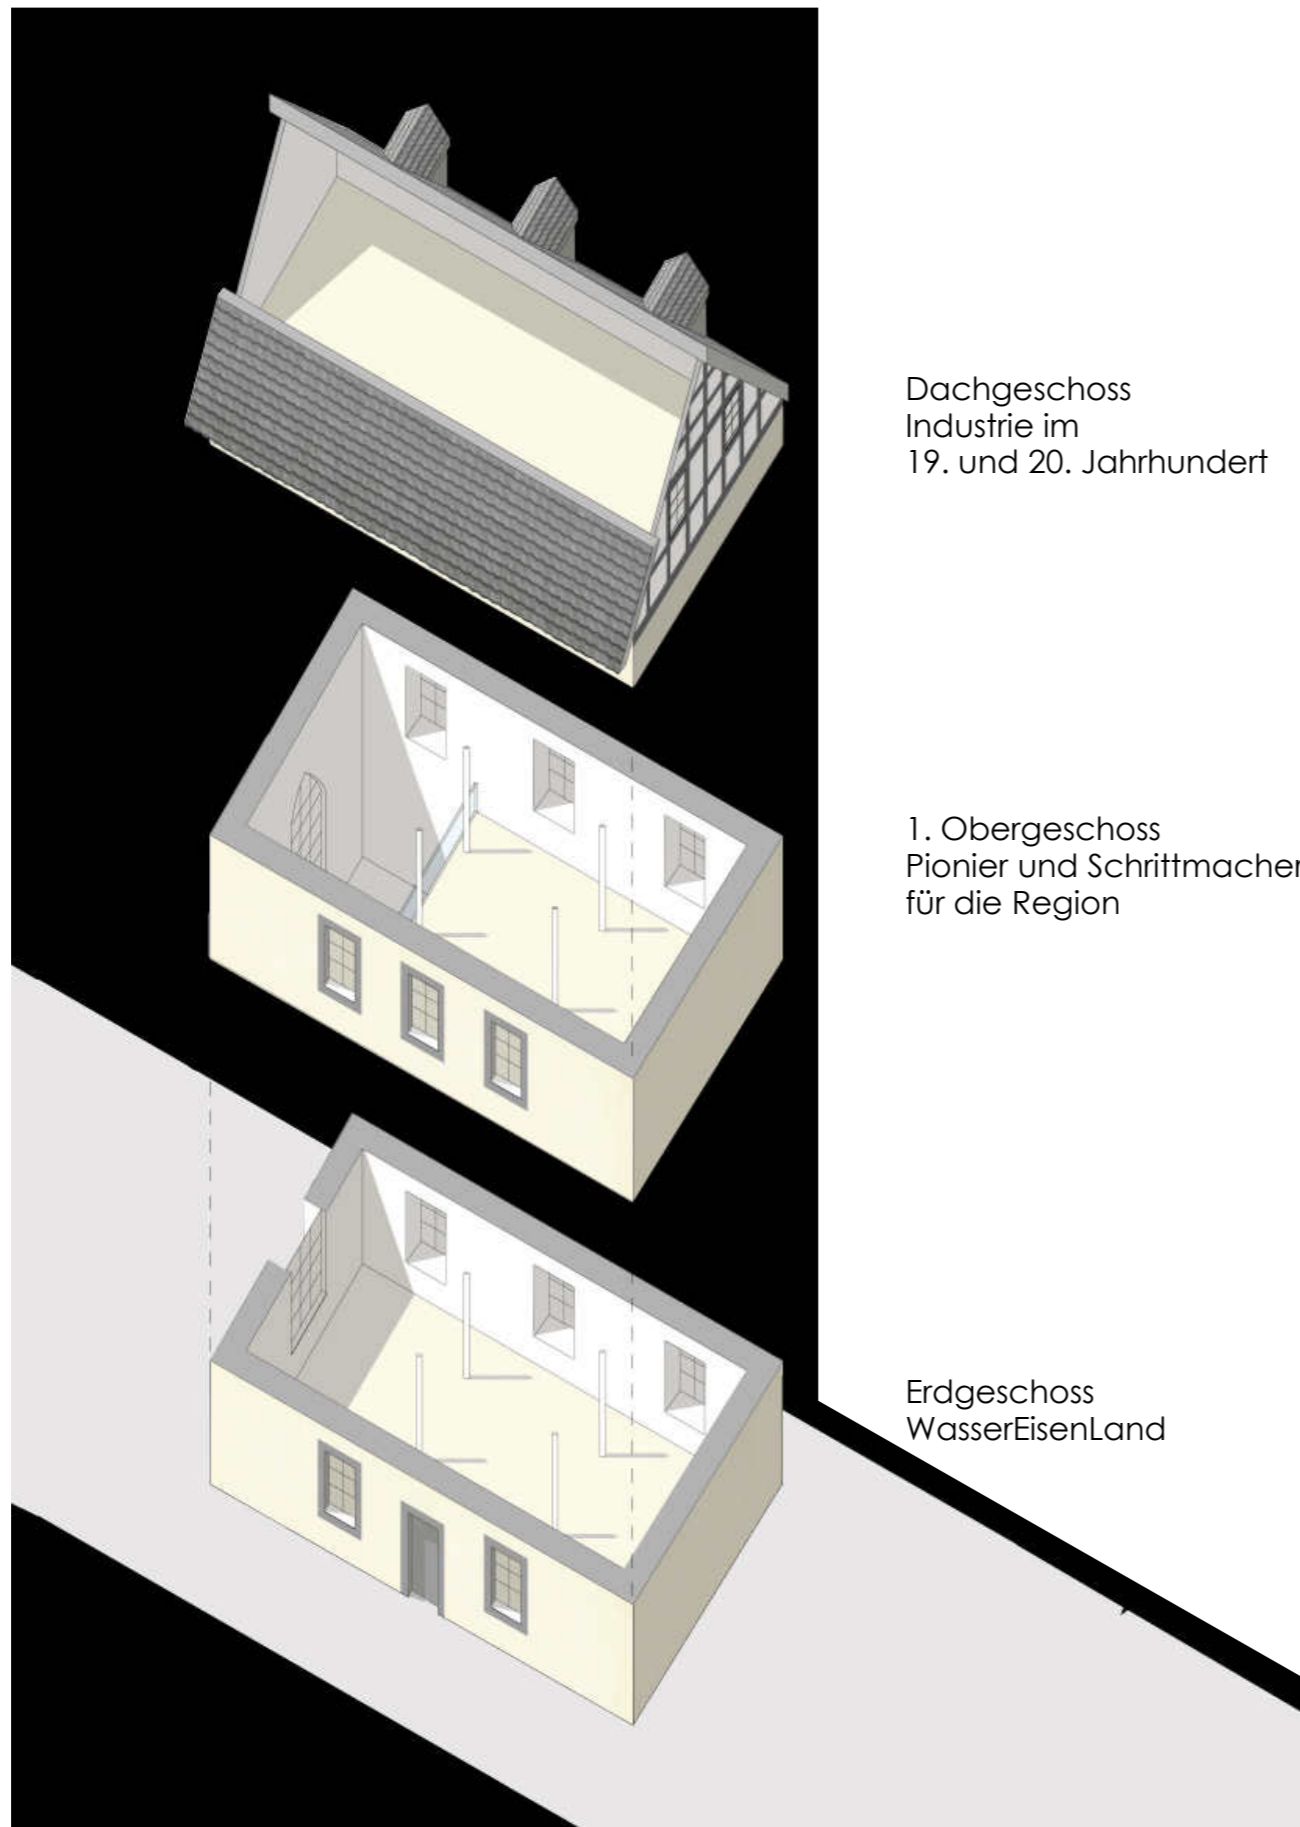 Dachgeschoss
Industrie im
19. und 20. Jahrhundert
1. Obergeschoss
Pionier und Schrittmacher
für die Region
Erdgeschoss
WasserEisenLand